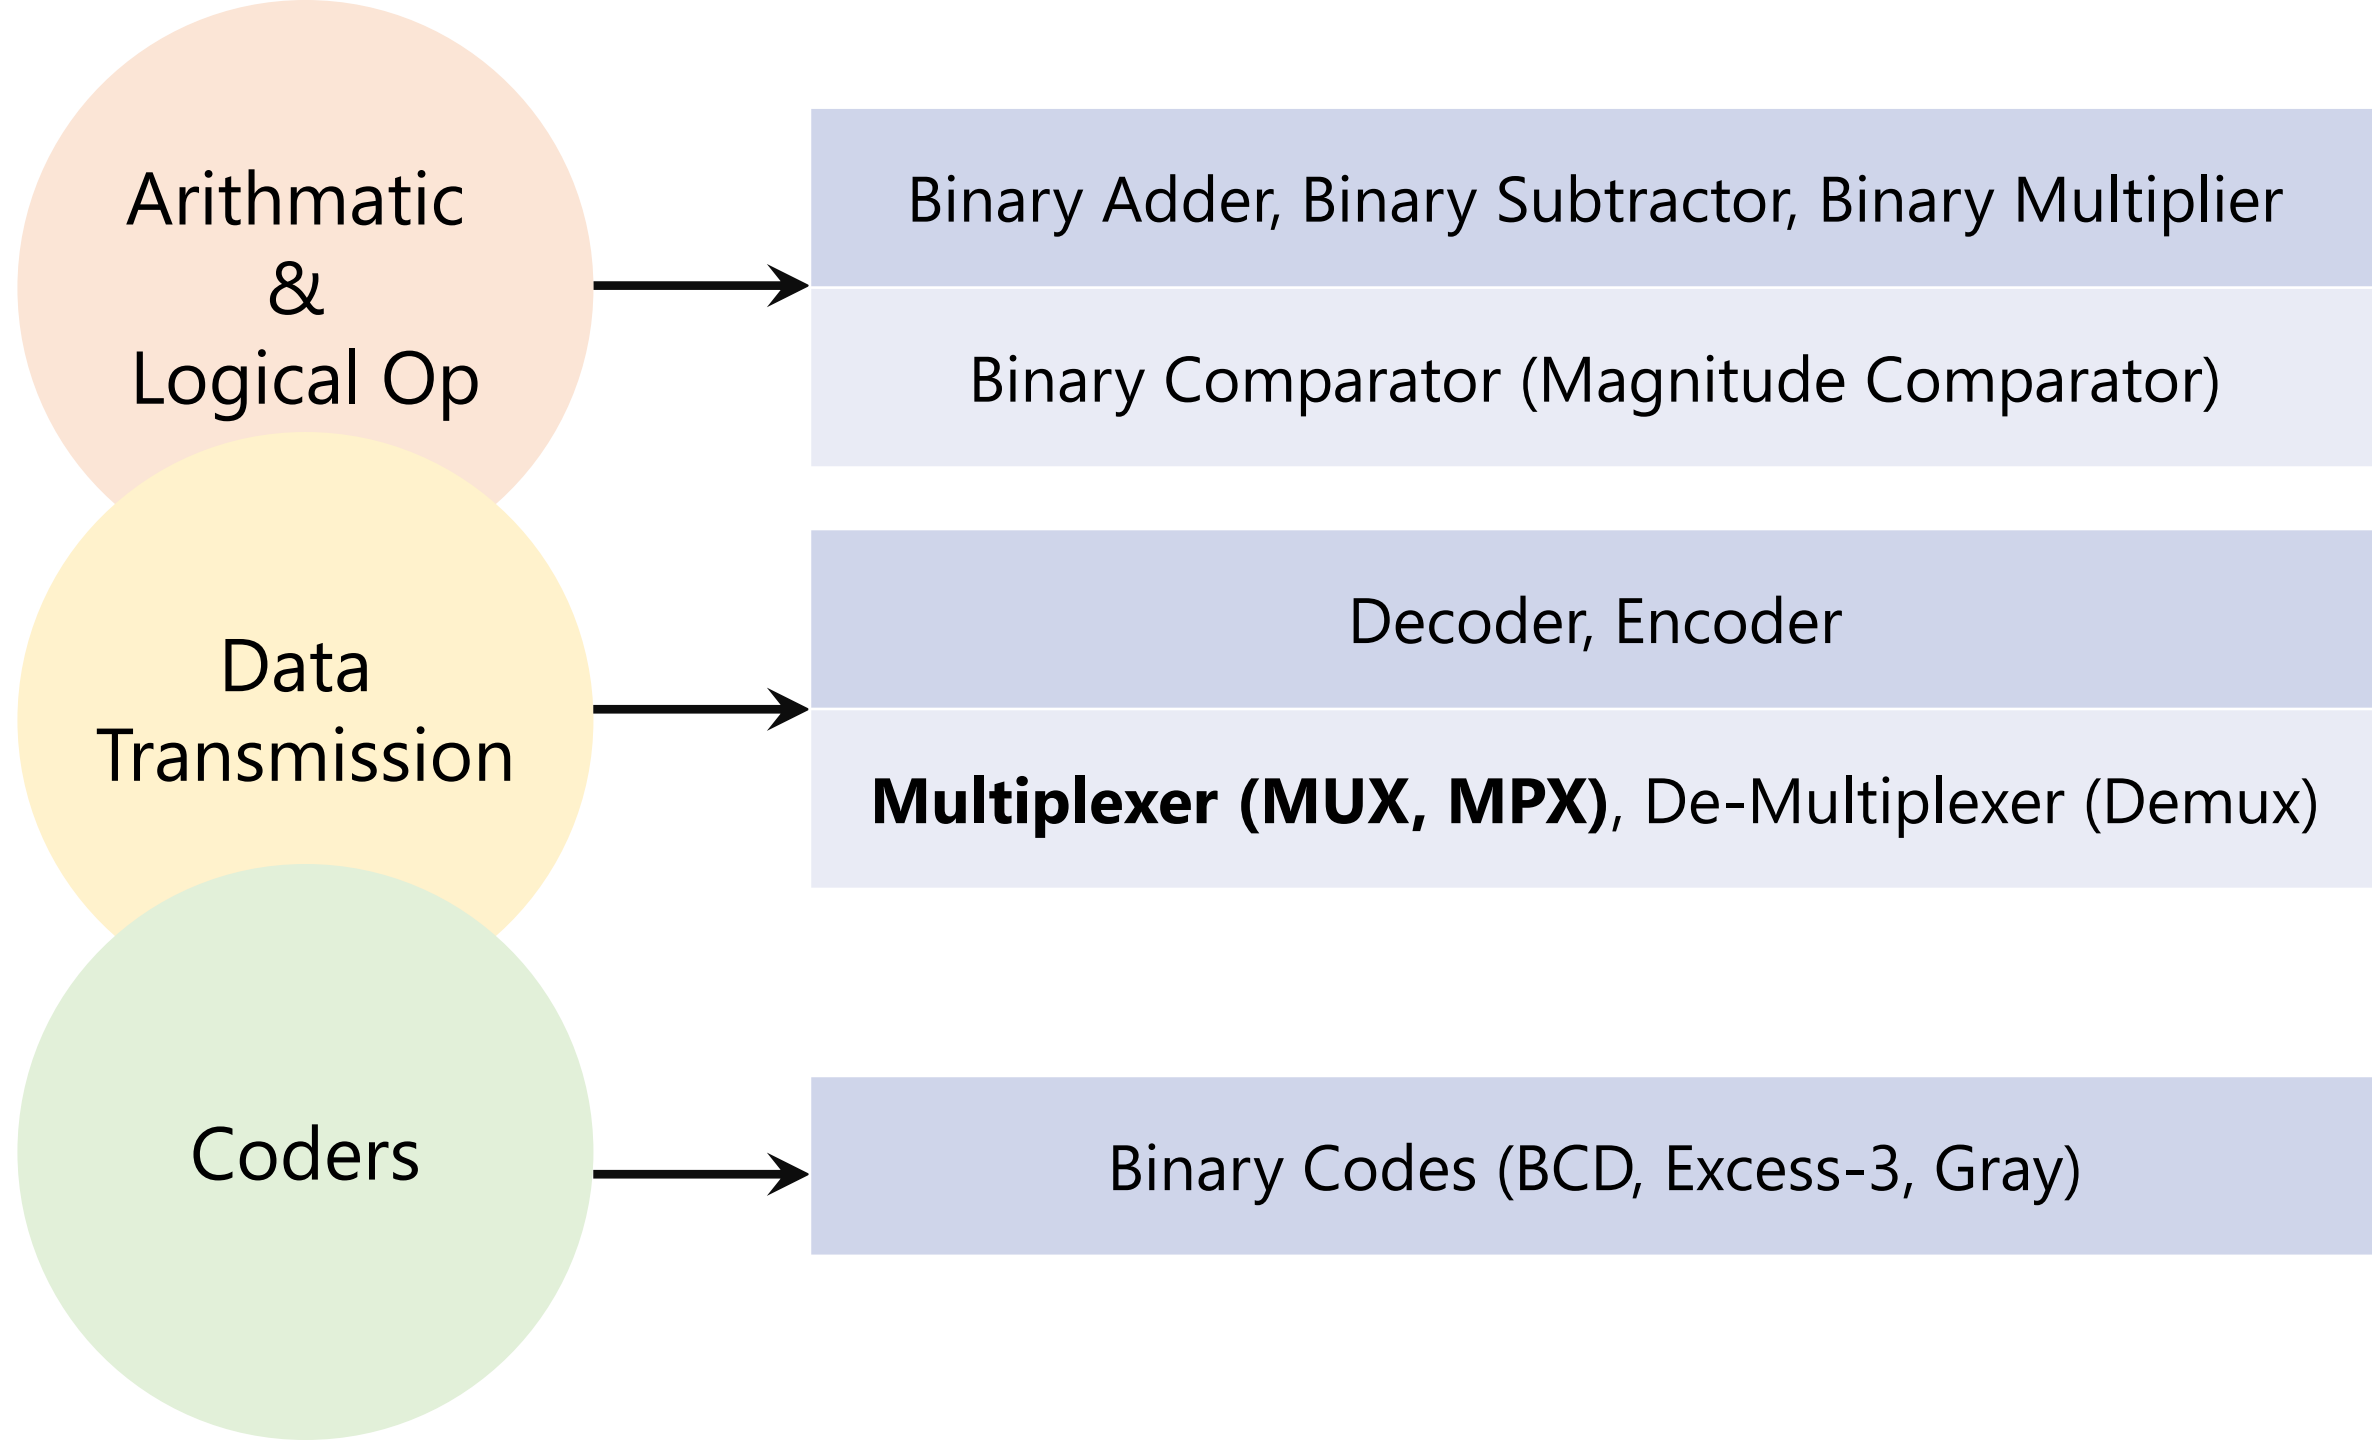 Arithmatic
&
Logical Op
Binary Adder, Binary Subtractor, Binary Multiplier
Binary Comparator (Magnitude Comparator)
Data
Transmission
Decoder, Encoder
Multiplexer (MUX, MPX), De-Multiplexer (Demux)
Coders
Binary Codes (BCD, Excess-3, Gray)